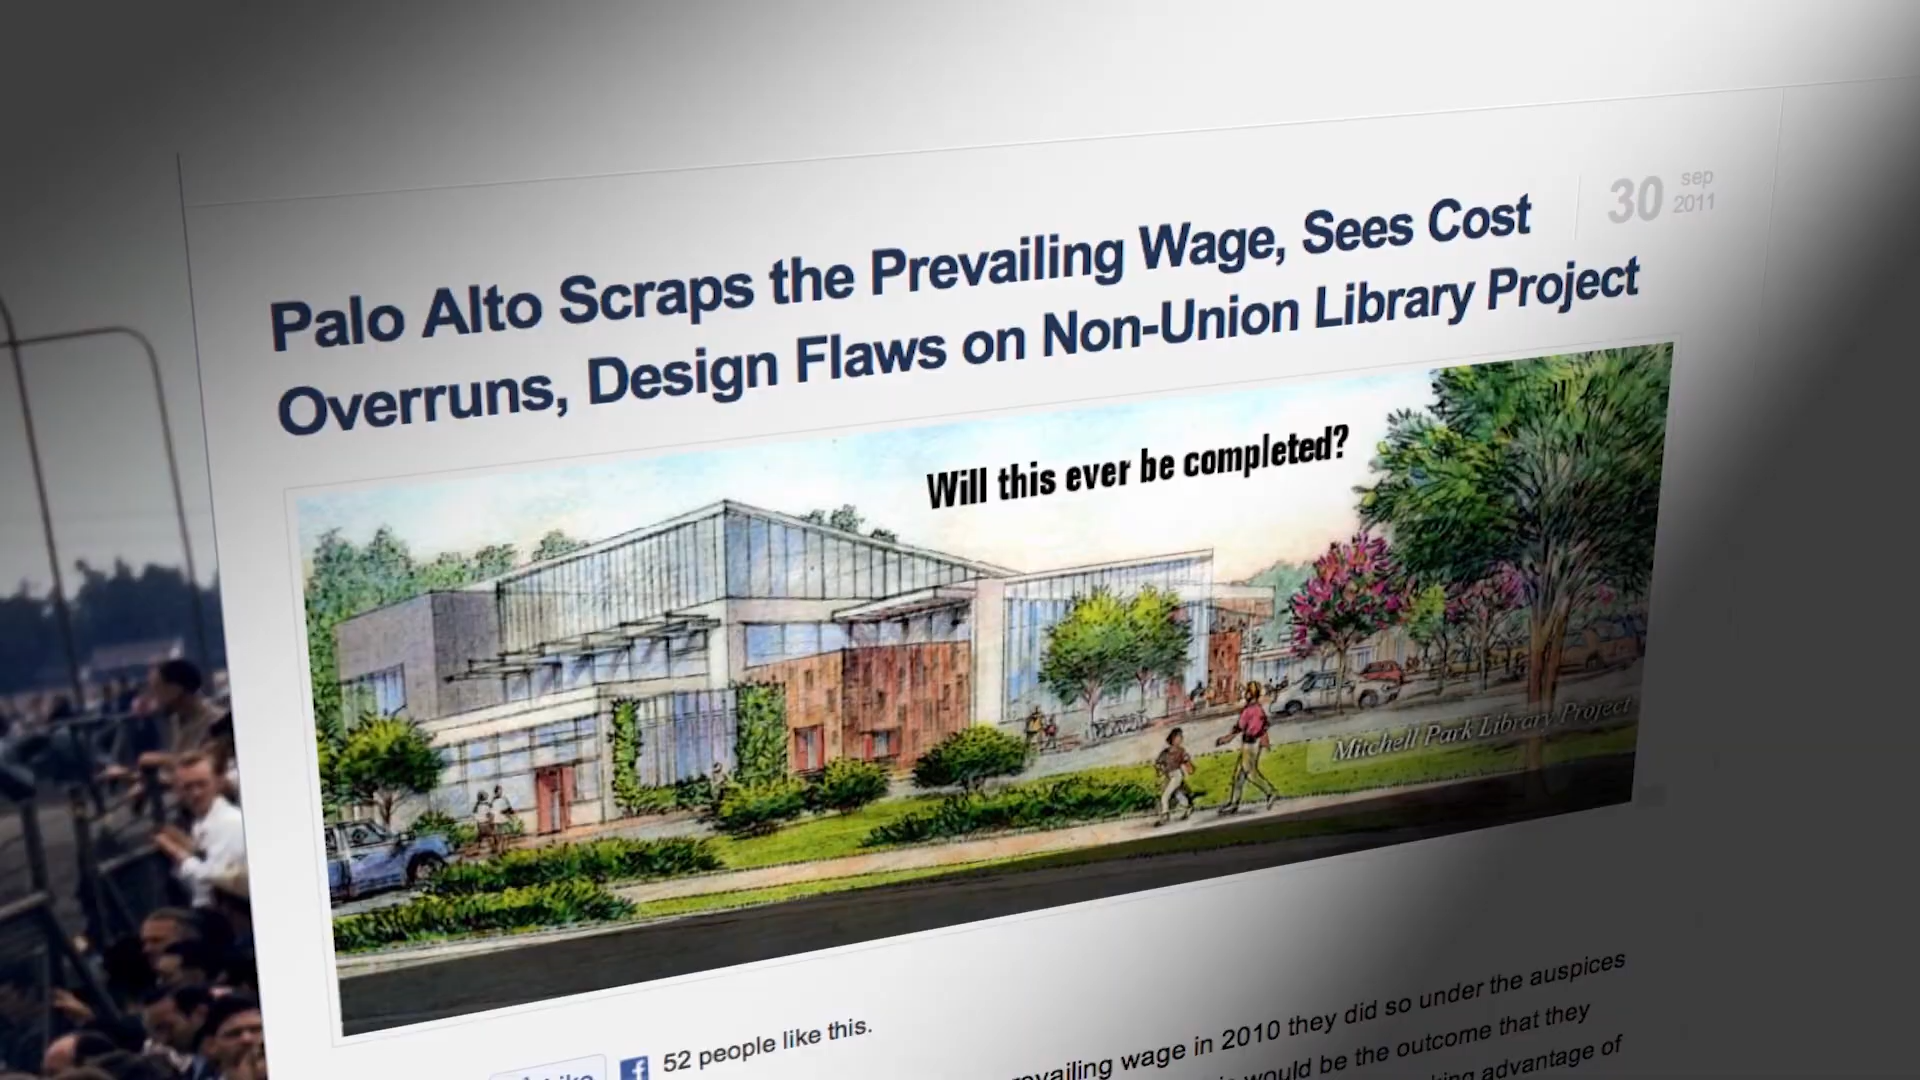 Palo Alto Scraps the Prevailing Wage, Sees Cost
Overruns, Design Flaws on Non-Union Library Project
30
sep
2011
Will this ever be completed?
Mitchell Park Library Project
52 people like this.
wage in 2010 they did so under the auspices
would be the outcome that they
advantage of